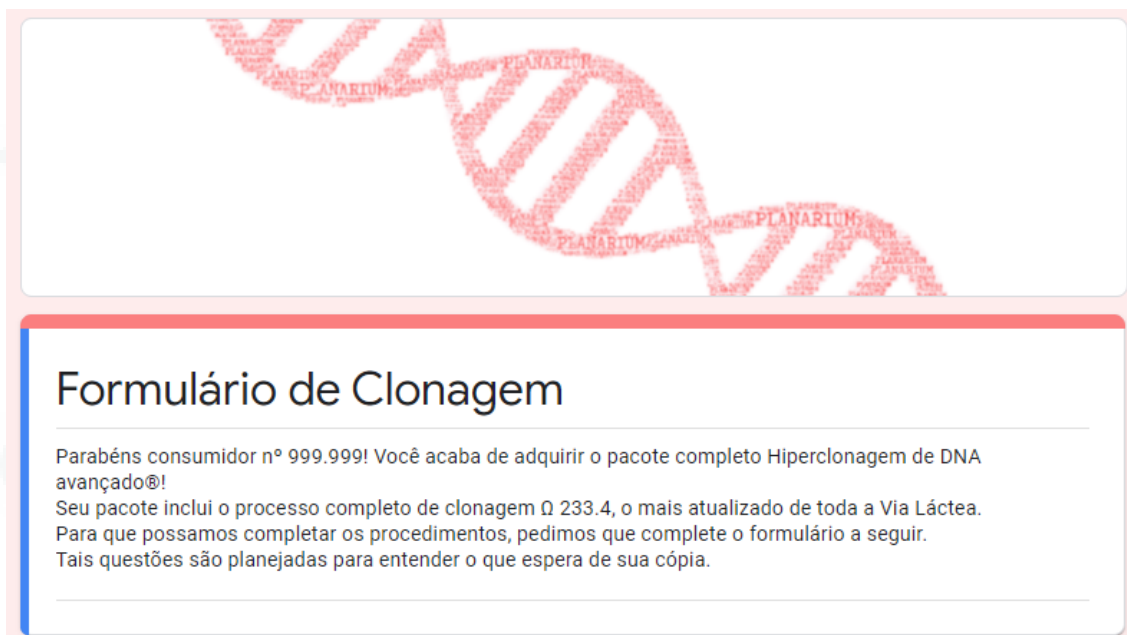 PLANARIUM
PLANARIUM
PLANARIUM
PLANARIUM
Formulário de Clonagem
Parabéns consumidor nº 999.999! Você acaba de adquirir o pacote completo Hiperclonagem de DNA
avançado®!
Seu pacote inclui o processo completo de clonagem Ω 233.4, o mais atualizado de toda a Via Láctea.
Para que possamos completar os procedimentos, pedimos que complete o formulário a seguir.
Tais questões são planejadas para entender o que espera de sua cópia.